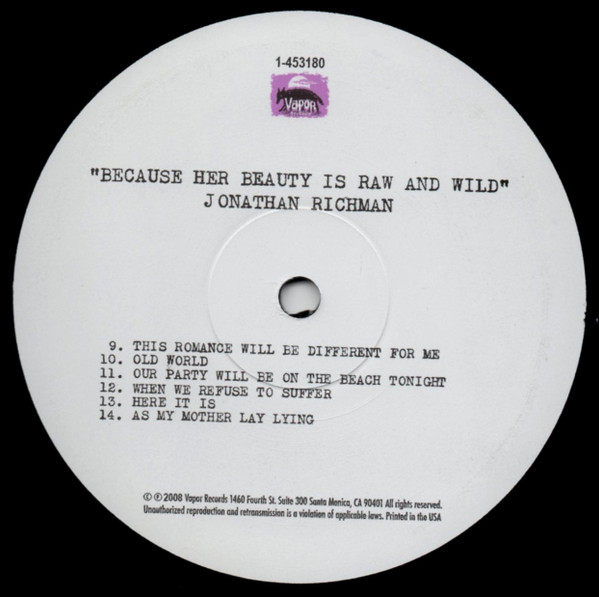 1-453180
VAPOR
"BECAUSE HER BEAUTY IS RAW AND WILD"
JONATHAN RICHMAN
9. THIS ROMANCE WILL BE DIFFERENT FOR ME
10. OLD WORLD
11. OUR PARTY WILL BE ON THE BEACH TONIGHT
12. WHEN WE REFUSE TO SUFFER
13. HERE IT IS
14. AS MY MOTHER LAY LYING
© ℗ 2008 Vapor Records 1460 Fourth St. Suite 300 Santa Monica, CA 90401 All rights reserved.
Unauthorized reproduction and retransmission is a violation of applicable laws. Printed in the USA